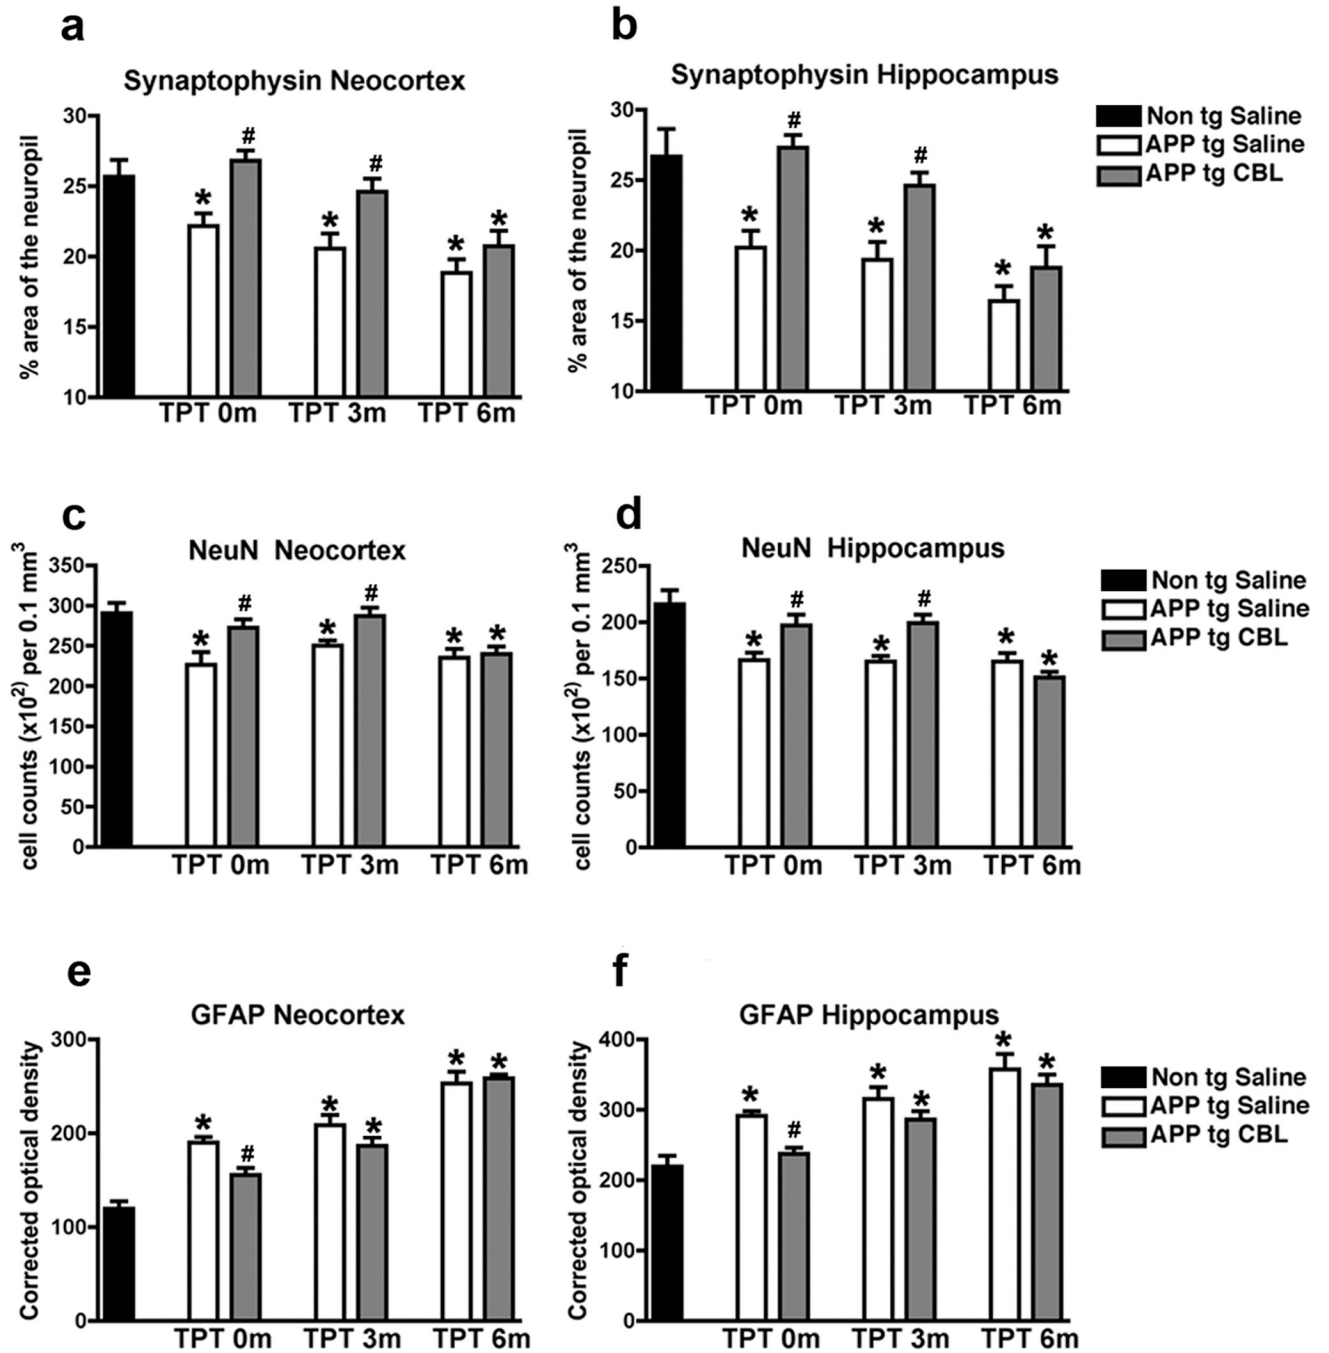 a
Synaptophysin Neocortex
% area of the neuropil
30
25
20
15
10
* # * # * *
TPT 0m TPT 3m TPT 6m
b
Synaptophysin Hippocampus
% area of the neuropil
30
25
20
15
10
* # * # * *
TPT 0m TPT 3m TPT 6m
Non tg Saline
APP tg Saline
APP tg CBL
c
NeuN Neocortex
cell counts (x10²) per 0.1 mm³
350
300
250
200
150
100
50
0
* # * # * *
TPT 0m TPT 3m TPT 6m
d
NeuN Hippocampus
cell counts (x10²) per 0.1 mm³
250
200
150
100
50
0
* # * # * *
TPT 0m TPT 3m TPT 6m
Non tg Saline
APP tg Saline
APP tg CBL
e
GFAP Neocortex
Corrected optical density
300
200
100
0
* # * * * *
TPT 0m TPT 3m TPT 6m
f
GFAP Hippocampus
Corrected optical density
400
300
200
100
0
* # * * * *
TPT 0m TPT 3m TPT 6m
Non tg Saline
APP tg Saline
APP tg CBL